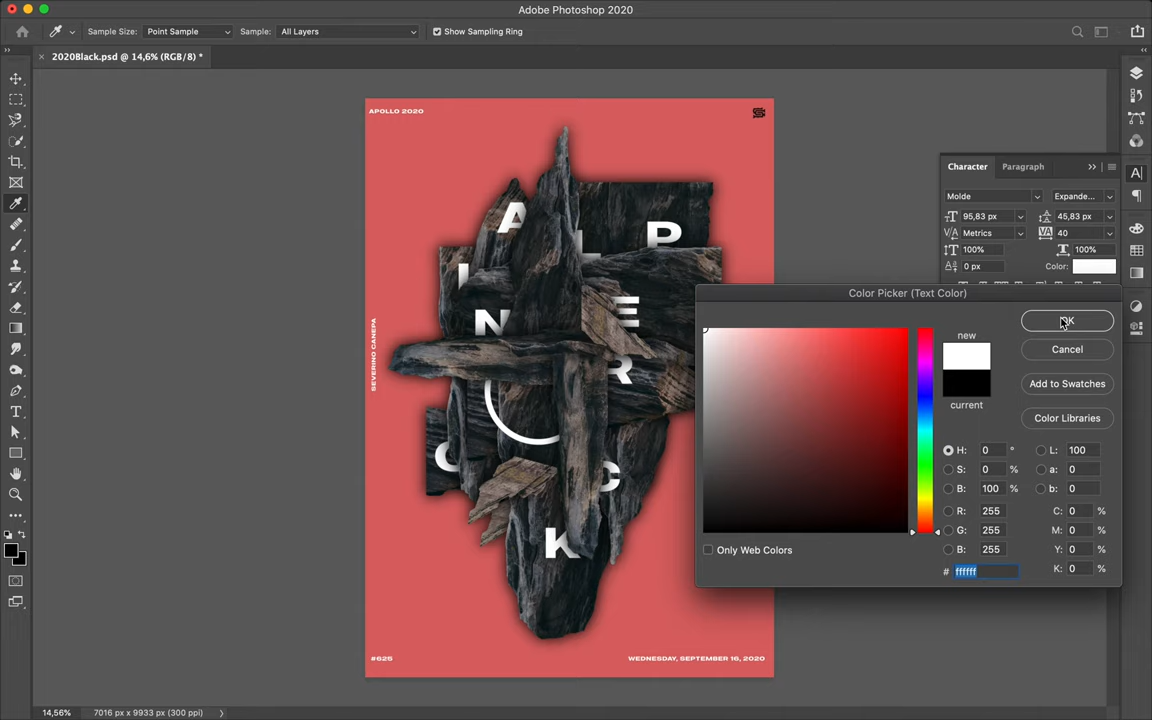 Adobe Photoshop 2020
Sample Size: Point Sample Sample: All Layers Show Sampling Ring
2020Black.psd @ 14,6% (RGB/8) *
APOLLO 2020
A
P
L
I
N
E
R
C
K
SEVERINO CANEPA
#625
WEDNESDAY, SEPTEMBER 16, 2020
Character Paragraph
Molde Expande...
95,83 px 45,83 px
Metrics 40
100% 100%
0 px Color:
Color Picker (Text Color)
OK
new
Cancel
Add to Swatches
current
Color Libraries
H: 0 ° L: 100
S: 0 % a: 0
B: 100 % b: 0
R: 255 C: 0 %
G: 255 M: 0 %
B: 255 Y: 0 %
# ffffff K: 0 %
Only Web Colors
14,56% 7016 px x 9933 px (300 ppi)